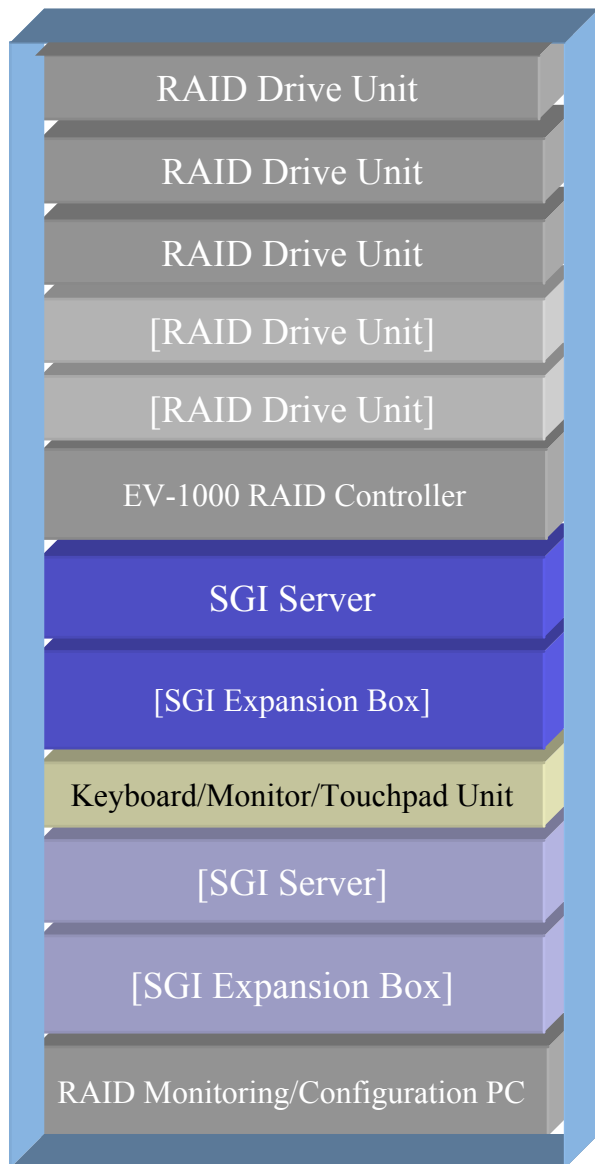 RAID Drive Unit
RAID Drive Unit
RAID Drive Unit
[RAID Drive Unit]
[RAID Drive Unit]
EV-1000 RAID Controller
SGI Server
[SGI Expansion Box]
Keyboard/Monitor/Touchpad Unit
[SGI Server]
[SGI Expansion Box]
RAID Monitoring/Configuration PC